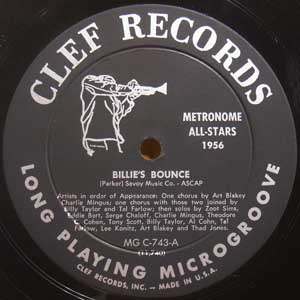 CLEF RECORDS
METRONOME
ALL-STARS
1956
BILLIE'S BOUNCE
(Parker) Savoy Music Co. - ASCAP
Artists in order of Appearance: One chorus by Art Blakey
Charlie Mingus; one chorus with those two joined by
Billy Taylor and Tal Farlow; then solos by Zoot Sims,
Eddie Bert, Serge Chaloff, Charlie Mingus, Theodore
C. Cohen, Tony Scott, Billy Taylor, Al Cohn, Tal
Farlow, Lee Konitz, Art Blakey and Thad Jones.
MG C-743-A
(11,740)
LONG PLAYING MICROGROOVE
CLEF RECORDS, INC. — MADE IN U.S.A.